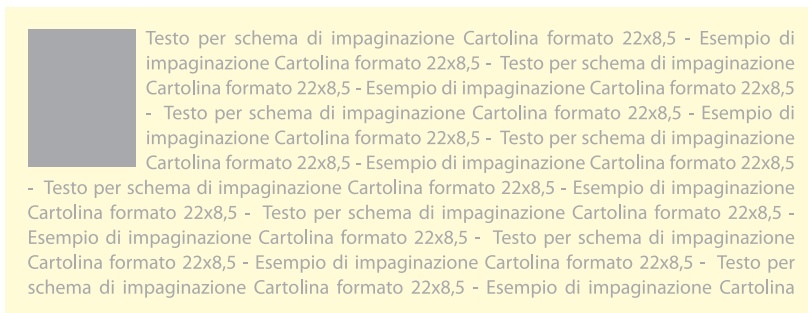 Testo per schema di impaginazione Cartolina formato 22x8,5 - Esempio di
impaginazione Cartolina formato 22x8,5 - Testo per schema di impaginazione
Cartolina formato 22x8,5 - Esempio di impaginazione Cartolina formato 22x8,5
- Testo per schema di impaginazione Cartolina formato 22x8,5 - Esempio di
impaginazione Cartolina formato 22x8,5 - Testo per schema di impaginazione
Cartolina formato 22x8,5 - Esempio di impaginazione Cartolina formato 22x8,5
- Testo per schema di impaginazione Cartolina formato 22x8,5 - Esempio di impaginazione
Cartolina formato 22x8,5 - Testo per schema di impaginazione Cartolina formato 22x8,5 -
Esempio di impaginazione Cartolina formato 22x8,5 - Testo per schema di impaginazione
Cartolina formato 22x8,5 - Esempio di impaginazione Cartolina formato 22x8,5 - Testo per
schema di impaginazione Cartolina formato 22x8,5 - Esempio di impaginazione Cartolina